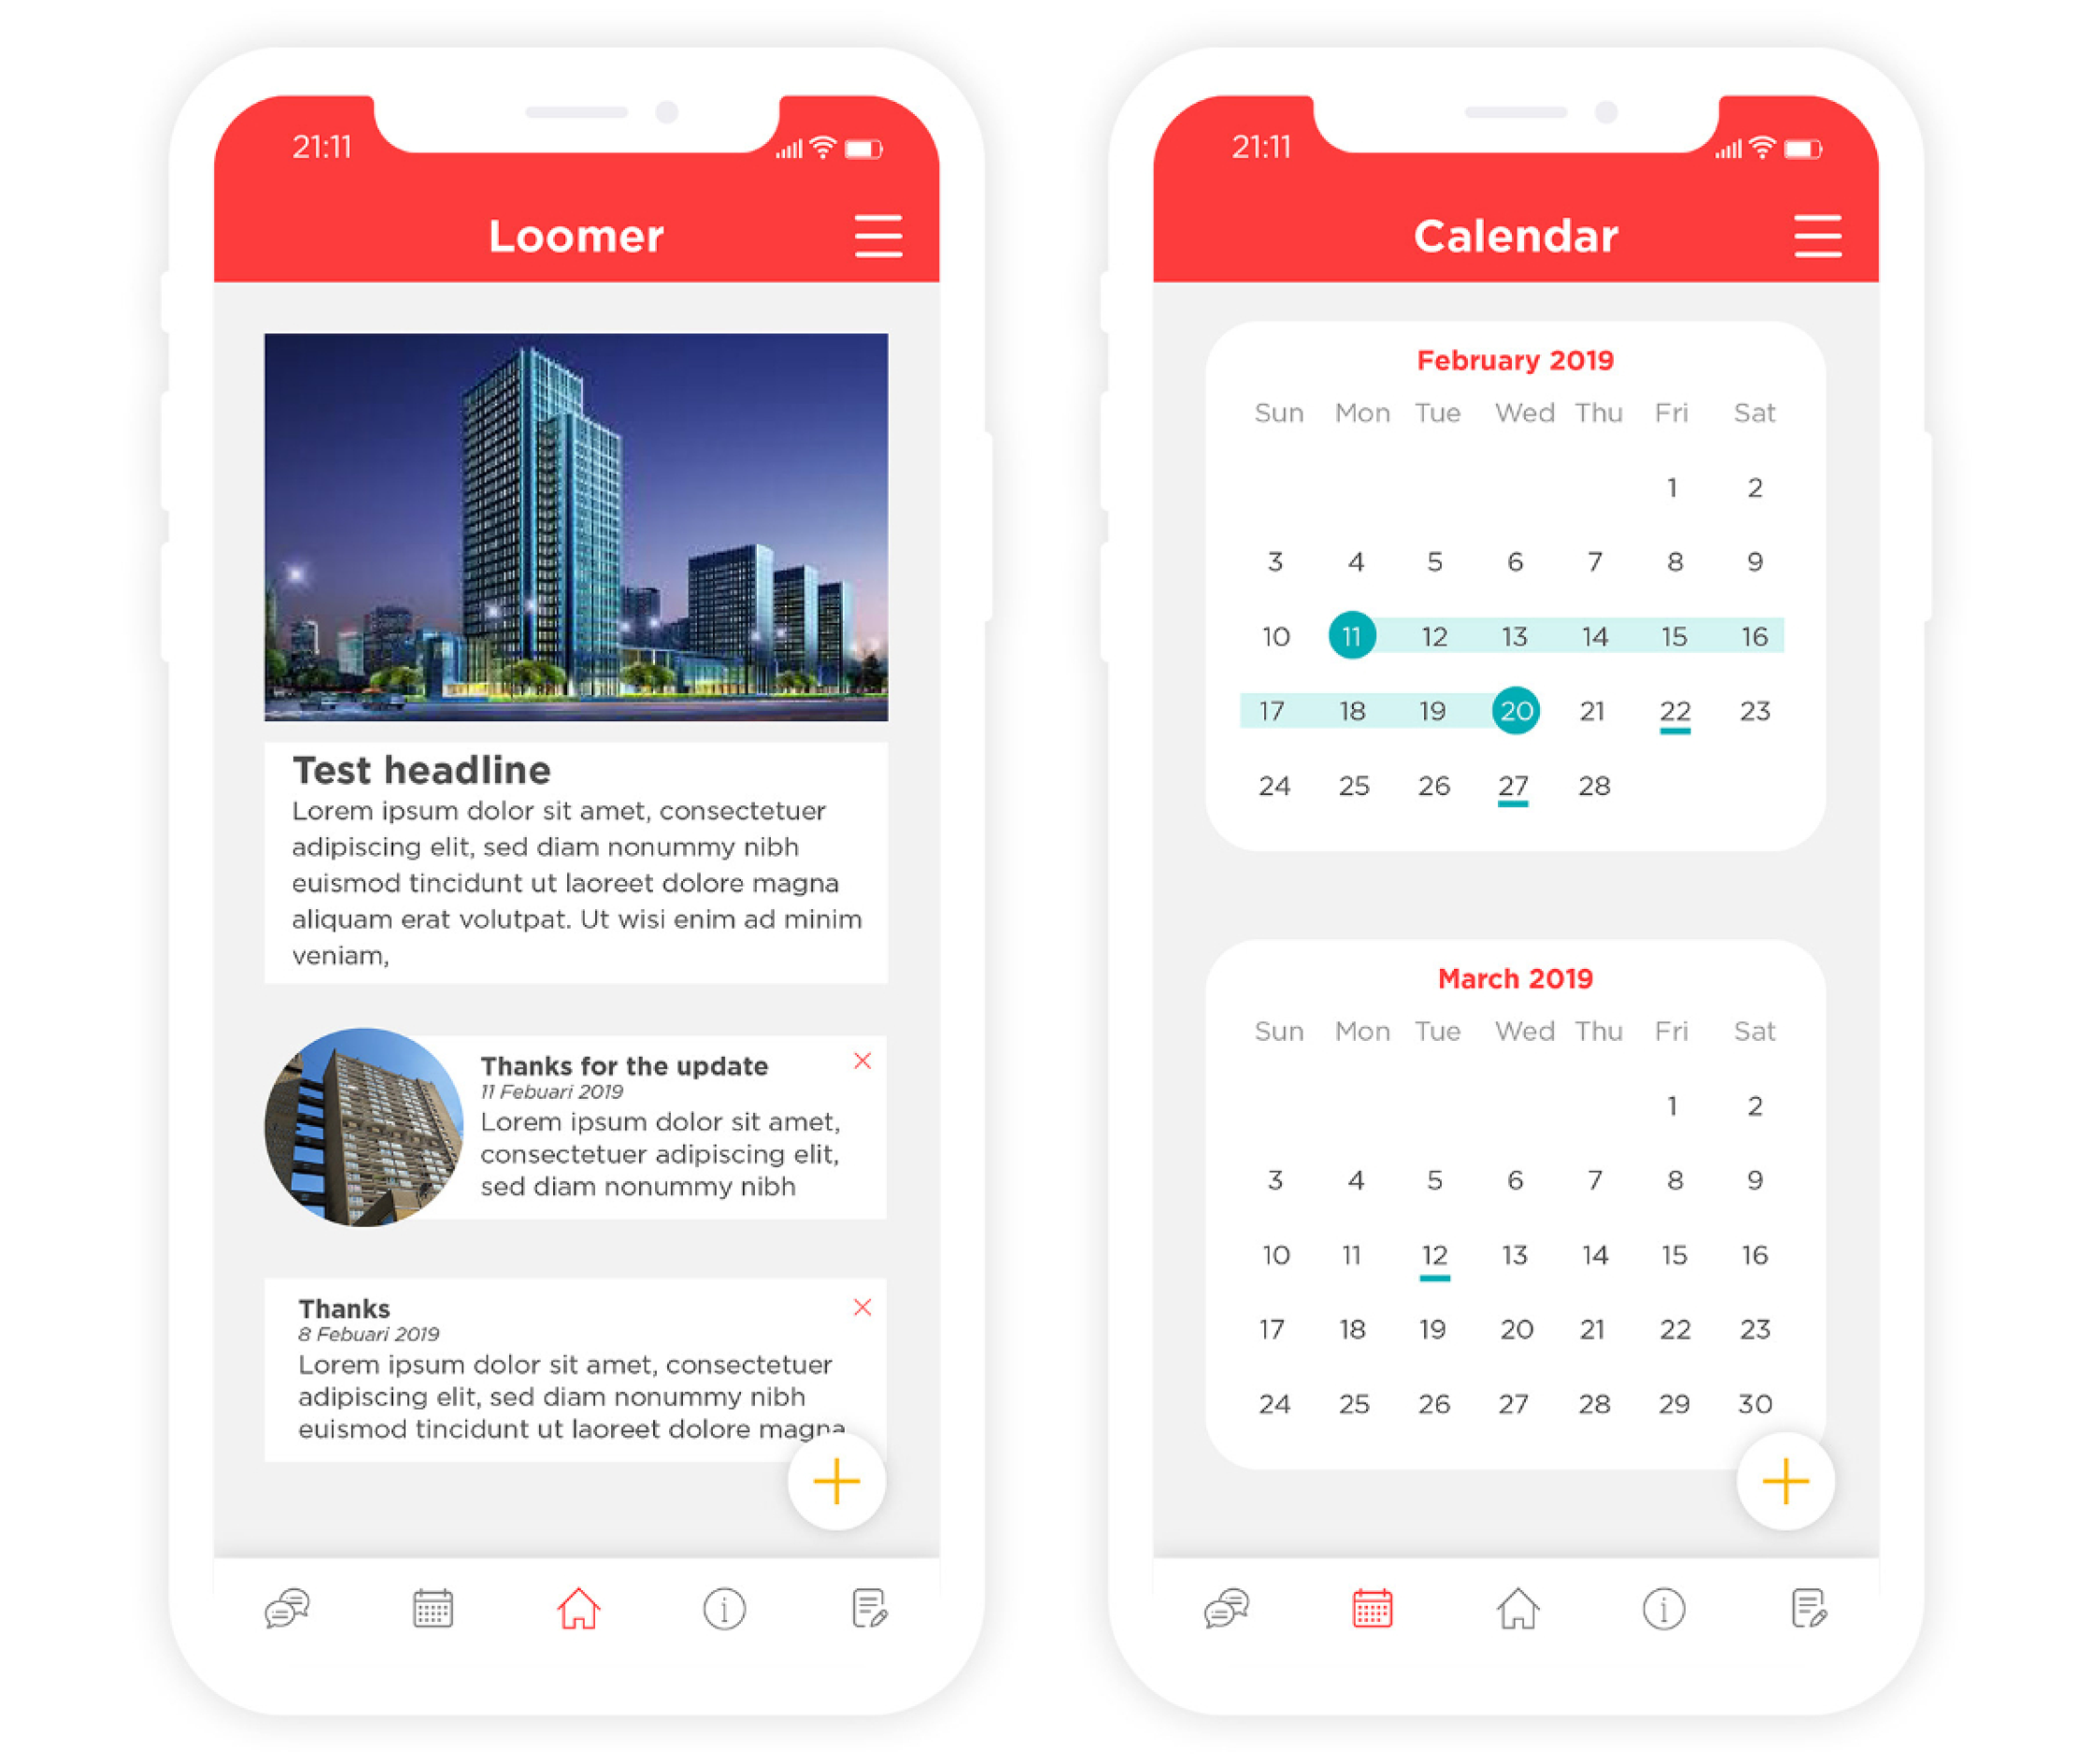 21:11
Loomer
Test headline
Lorem ipsum dolor sit amet, consectetuer
adipiscing elit, sed diam nonummy nibh
euismod tincidunt ut laoreet dolore magna
aliquam erat volutpat. Ut wisi enim ad minim
veniam,
Thanks for the update
11 Febuari 2019
Lorem ipsum dolor sit amet,
consectetuer adipiscing elit,
sed diam nonummy nibh
Thanks
8 Febuari 2019
Lorem ipsum dolor sit amet, consectetuer
adipiscing elit, sed diam nonummy nibh
euismod tincidunt ut laoreet dolore magna
21:11
Calendar
February 2019
Sun Mon Tue Wed Thu Fri Sat
1 2
3 4 5 6 7 8 9
10 11 12 13 14 15 16
17 18 19 20 21 22 23
24 25 26 27 28
March 2019
Sun Mon Tue Wed Thu Fri Sat
1 2
3 4 5 6 7 8 9
10 11 12 13 14 15 16
17 18 19 20 21 22 23
24 25 26 27 28 29 30